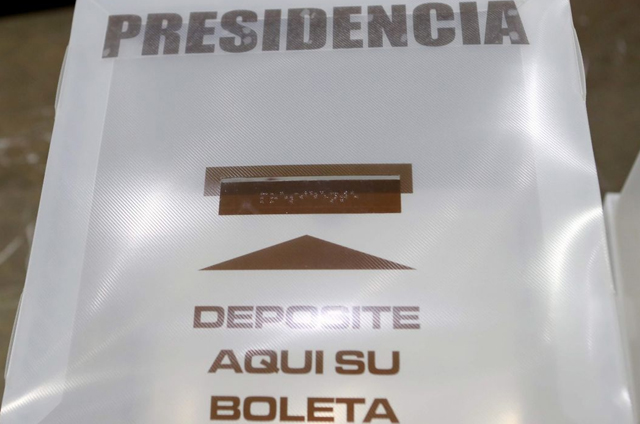 PRESIDENCIA
DEPOSITE
AQUI SU
BOLETA